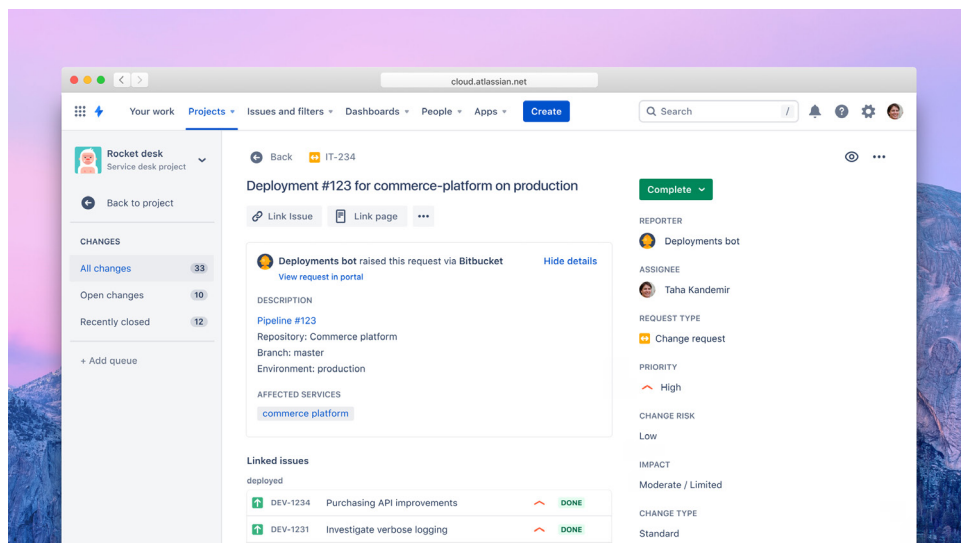 cloud.atlassian.net
Your work Projects Issues and filters Dashboards People Apps Create Search /
Rocket desk
Service desk project
Back to project
CHANGES
All changes 33
Open changes 10
Recently closed 12
+ Add queue
Back IT-234
Deployment #123 for commerce-platform on production
Link Issue Link page
Deployments bot raised this request via Bitbucket Hide details
View request in portal
DESCRIPTION
Pipeline #123
Repository: Commerce platform
Branch: master
Environment: production
AFFECTED SERVICES
commerce platform
Linked issues
deployed
DEV-1234 Purchasing API improvements DONE
DEV-1231 Investigate verbose logging DONE
Complete
REPORTER
Deployments bot
ASSIGNEE
Taha Kandemir
REQUEST TYPE
Change request
PRIORITY
High
CHANGE RISK
Low
IMPACT
Moderate / Limited
CHANGE TYPE
Standard